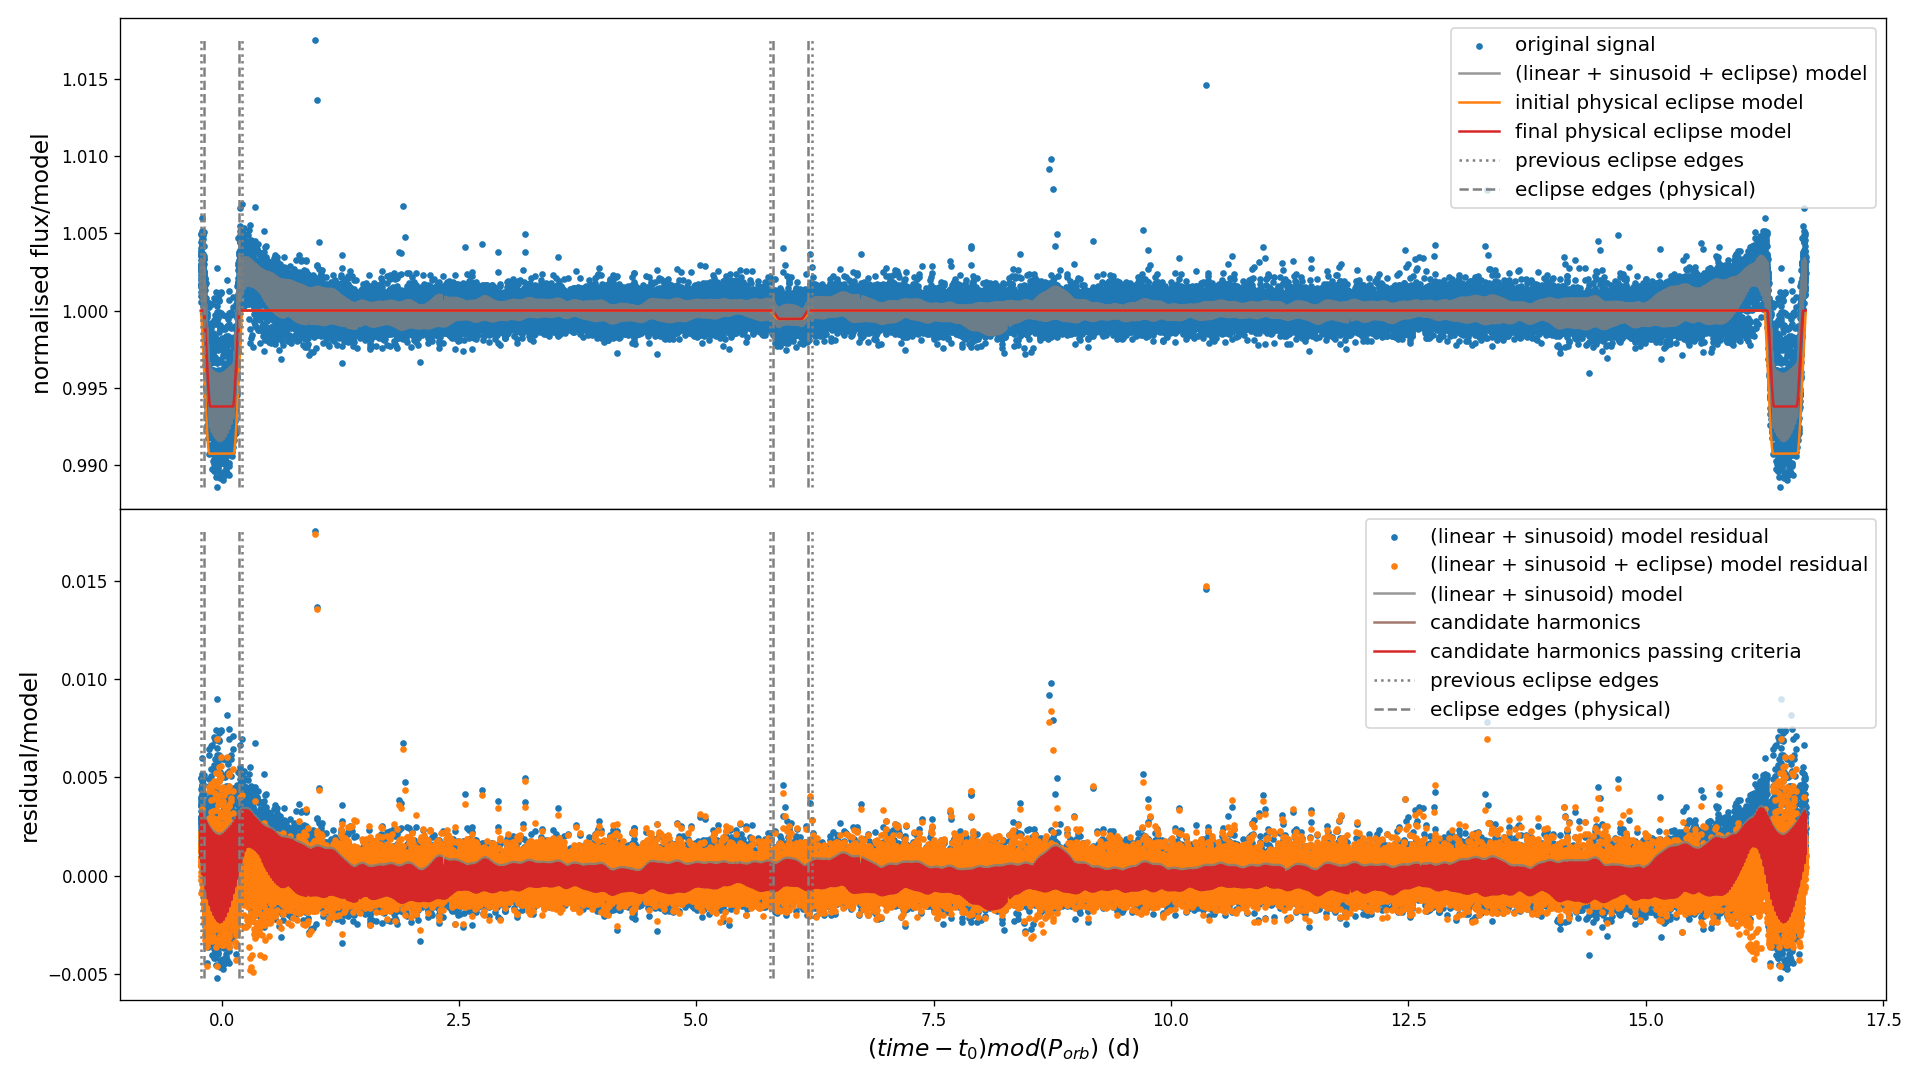 1.015
1.010
1.005
1.000
0.995
0.990
normalised flux/model
original signal
(linear + sinusoid + eclipse) model
initial physical eclipse model
final physical eclipse model
previous eclipse edges
eclipse edges (physical)
0.015
0.010
0.005
0.000
−0.005
residual/model
(linear + sinusoid) model residual
(linear + sinusoid + eclipse) model residual
(linear + sinusoid) model
candidate harmonics
candidate harmonics passing criteria
previous eclipse edges
eclipse edges (physical)
0.0 2.5 5.0 7.5 10.0 12.5 15.0 17.5
(time − t₀)mod(P_orb) (d)